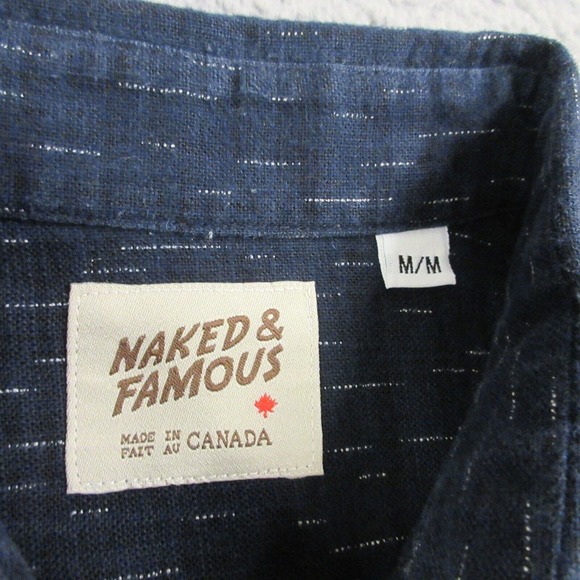 M/M
NAKED &
FAMOUS
MADE IN
FAIT AU CANADA